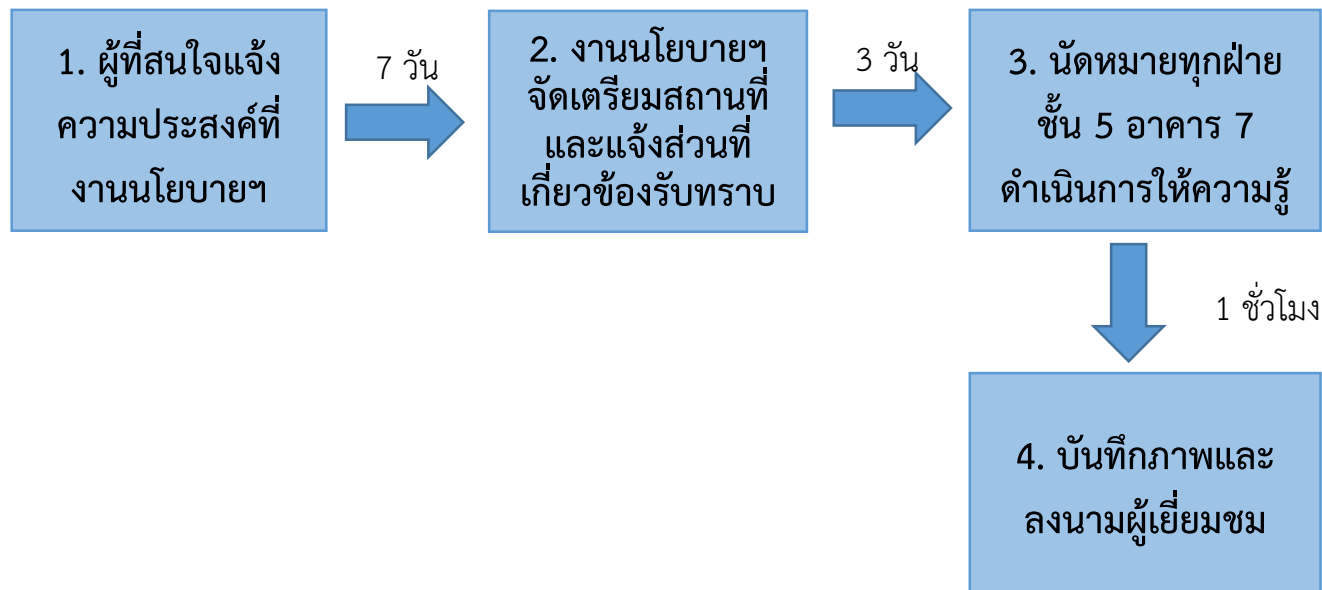 1. ผู้ที่สนใจแจ้ง
ความประสงค์ที่
งานนโยบายฯ
7 วัน
2. งานนโยบายฯ
จัดเตรียมสถานที่
และแจ้งส่วนที่
เกี่ยวข้องรับทราบ
3 วัน
3. นัดหมายทุกฝ่าย
ชั้น 5 อาคาร 7
ดำเนินการให้ความรู้
1 ชั่วโมง
4. บันทึกภาพและ
ลงนามผู้เยี่ยมชม